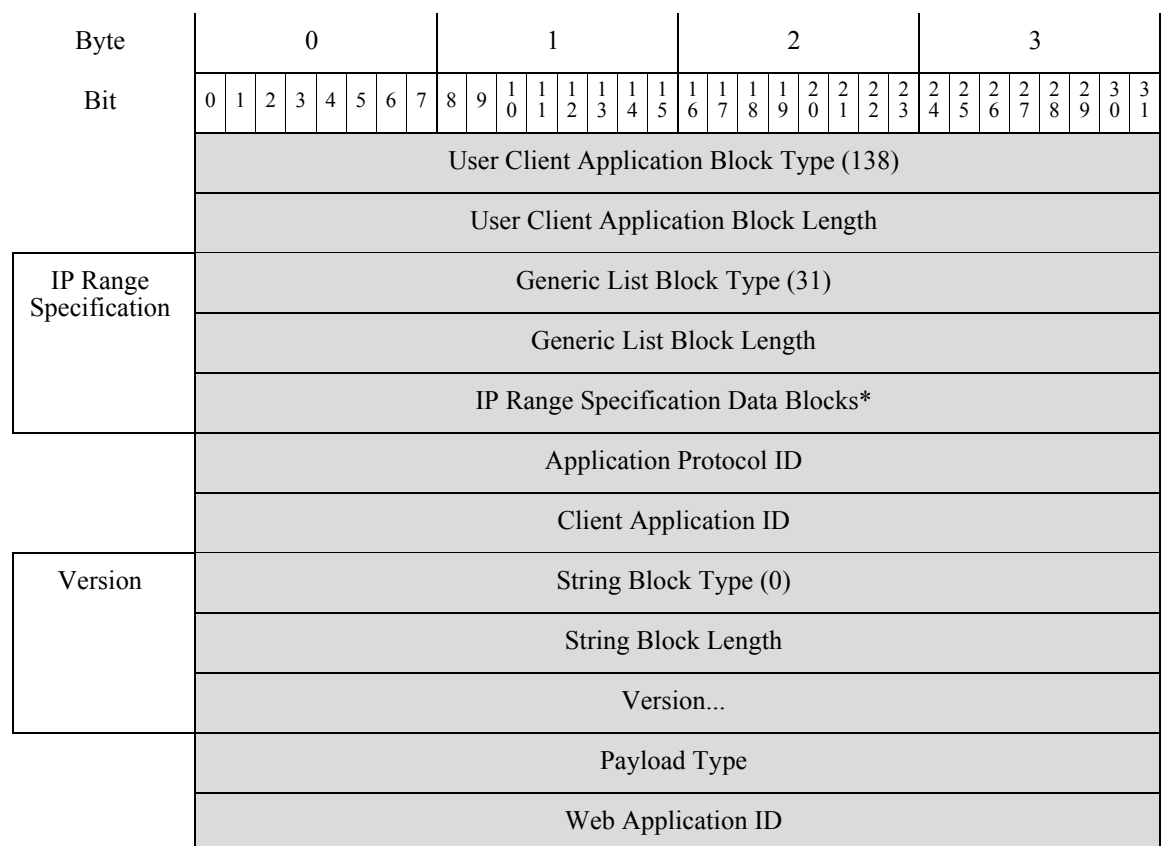 Byte 0 1 2 3
Bit 0 1 2 3 4 5 6 7 8 9 10 11 12 13 14 15 16 17 18 19 20 21 22 23 24 25 26 27 28 29 30 31
User Client Application Block Type (138)
User Client Application Block Length
IP Range Generic List Block Type (31)
Specification
Generic List Block Length
IP Range Specification Data Blocks*
Application Protocol ID
Client Application ID
Version String Block Type (0)
String Block Length
Version...
Payload Type
Web Application ID